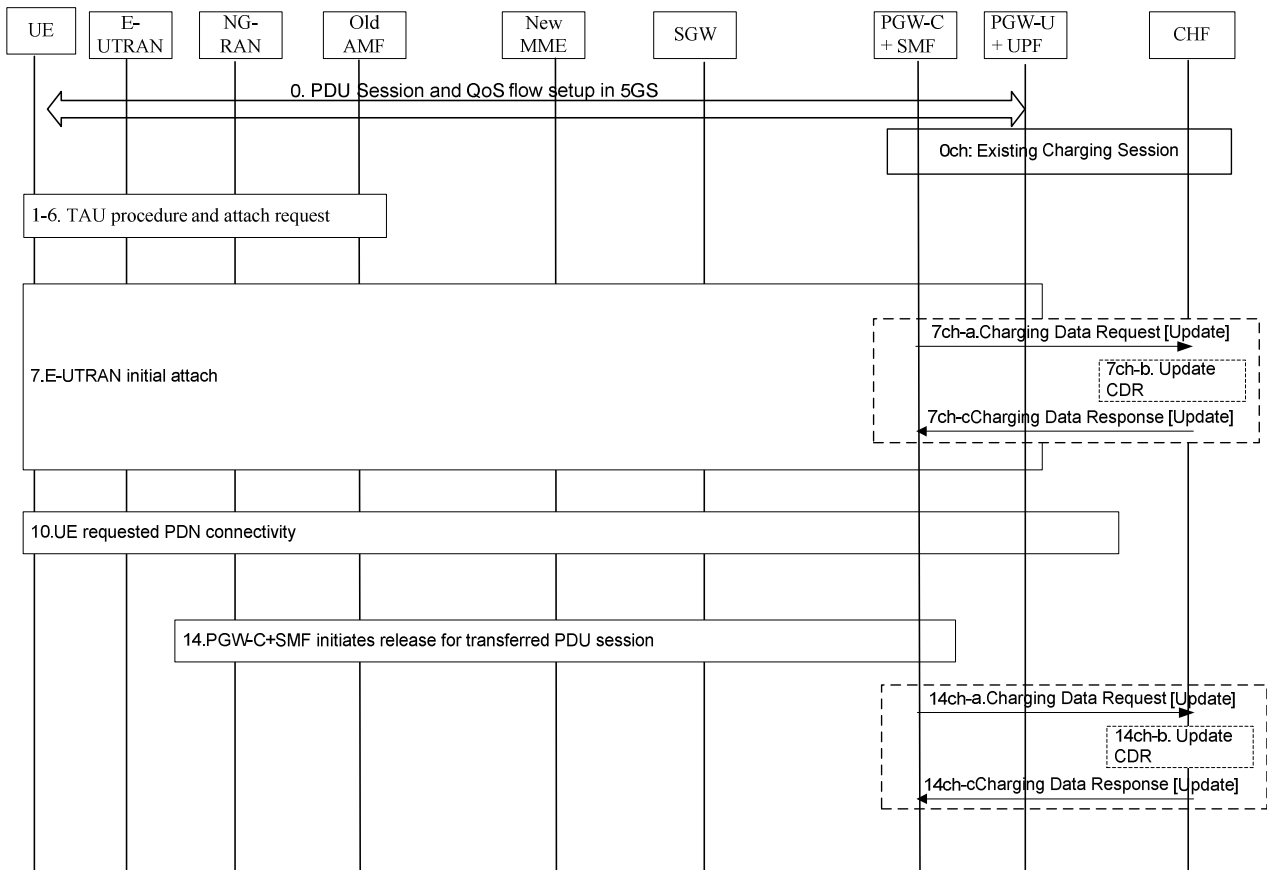 UE
E-
UTRAN
NG-
RAN
Old
AMF
New
MME
SGW
PGW-C
+ SMF
PGW-U
+ UPF
CHF
0. PDU Session and QoS flow setup in 5GS
0ch: Existing Charging Session
1-6. TAU procedure and attach request
7ch-a.Charging Data Request [Update]
7.E-UTRAN initial attach
7ch-b. Update
CDR
7ch-cCharging Data Response [Update]
10.UE requested PDN connectivity
14.PGW-C+SMF initiates release for transferred PDU session
14ch-a.Charging Data Request [Update]
14ch-b. Update
CDR
14ch-cCharging Data Response [Update]